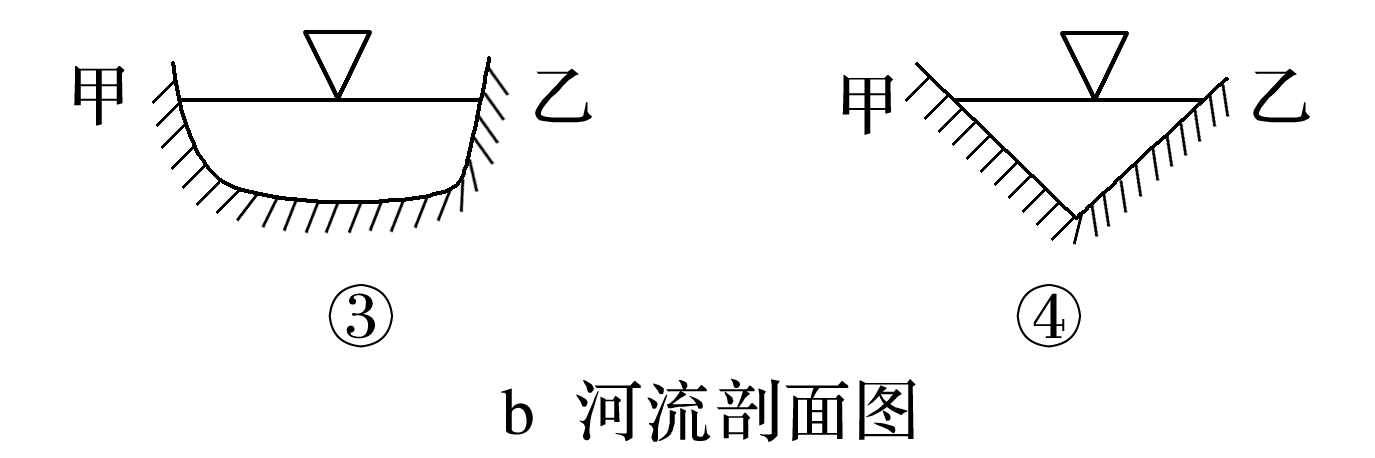 甲 乙 甲 乙
③ ④
b 河流剖面图